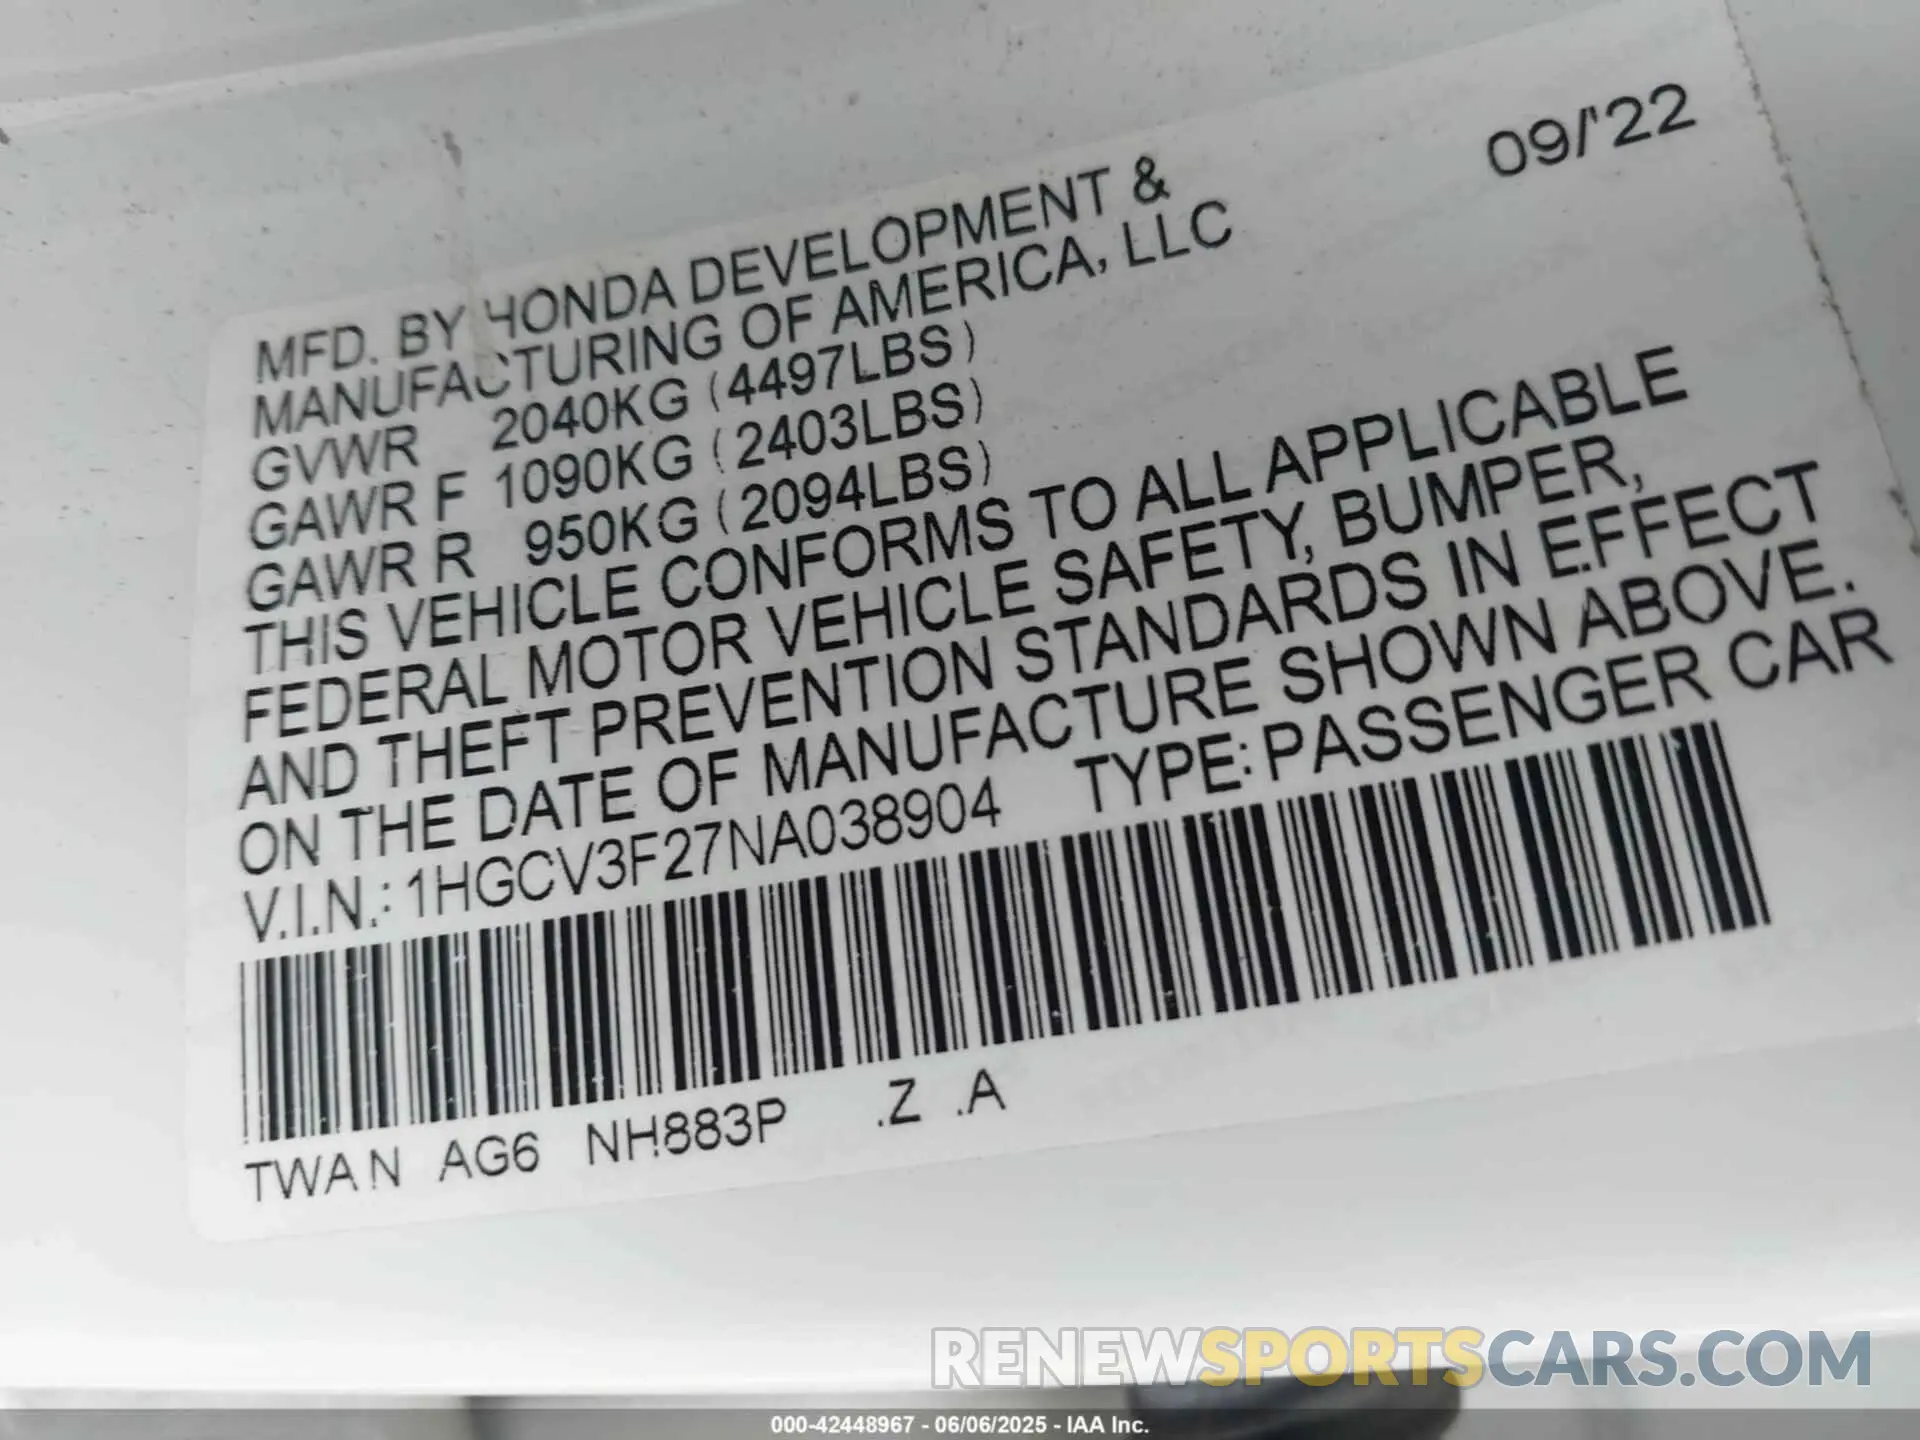 09/'22
MFD. BY HONDA DEVELOPMENT &
MANUFACTURING OF AMERICA, LLC
GVWR 2040KG (4497LBS)
GAWR F 1090KG (2403LBS)
GAWR R 950KG (2094LBS)
THIS VEHICLE CONFORMS TO ALL APPLICABLE
FEDERAL MOTOR VEHICLE SAFETY, BUMPER,
AND THEFT PREVENTION STANDARDS IN EFFECT
ON THE DATE OF MANUFACTURE SHOWN ABOVE.
V.I.N.: 1HGCV3F27NA038904 TYPE: PASSENGER CAR
TWAN AG6 NH883P .Z .A
RENEWSPORTSCARS.COM
000-42448967 - 06/06/2025 - IAA Inc.